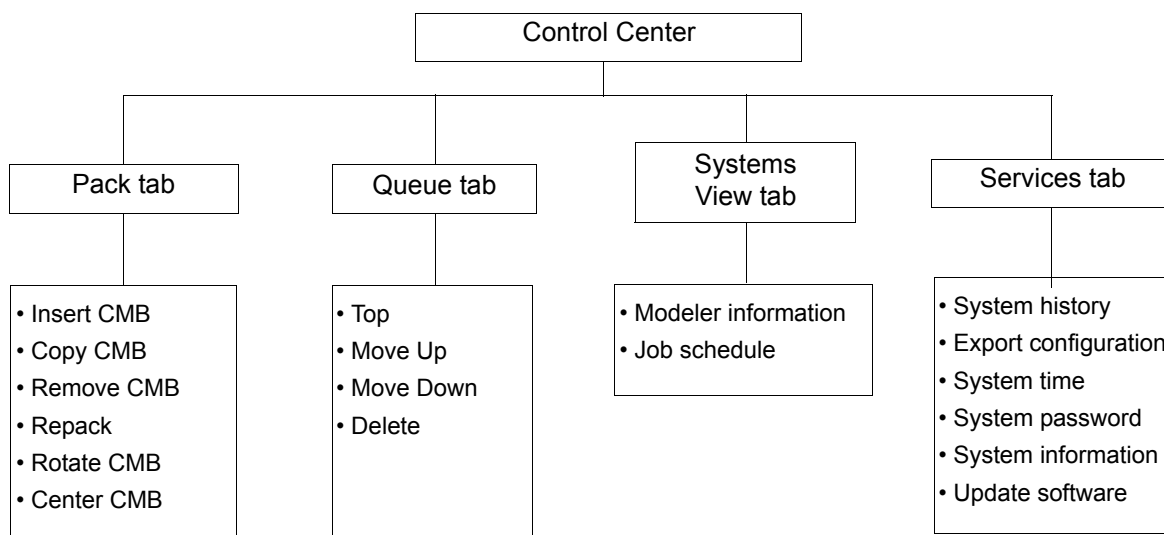 Control Center
Pack tab
Queue tab
Systems
View tab
Services tab
• Insert CMB
• Copy CMB
• Remove CMB
• Repack
• Rotate CMB
• Center CMB
• Top
• Move Up
• Move Down
• Delete
• Modeler information
• Job schedule
• System history
• Export configuration
• System time
• System password
• System information
• Update software